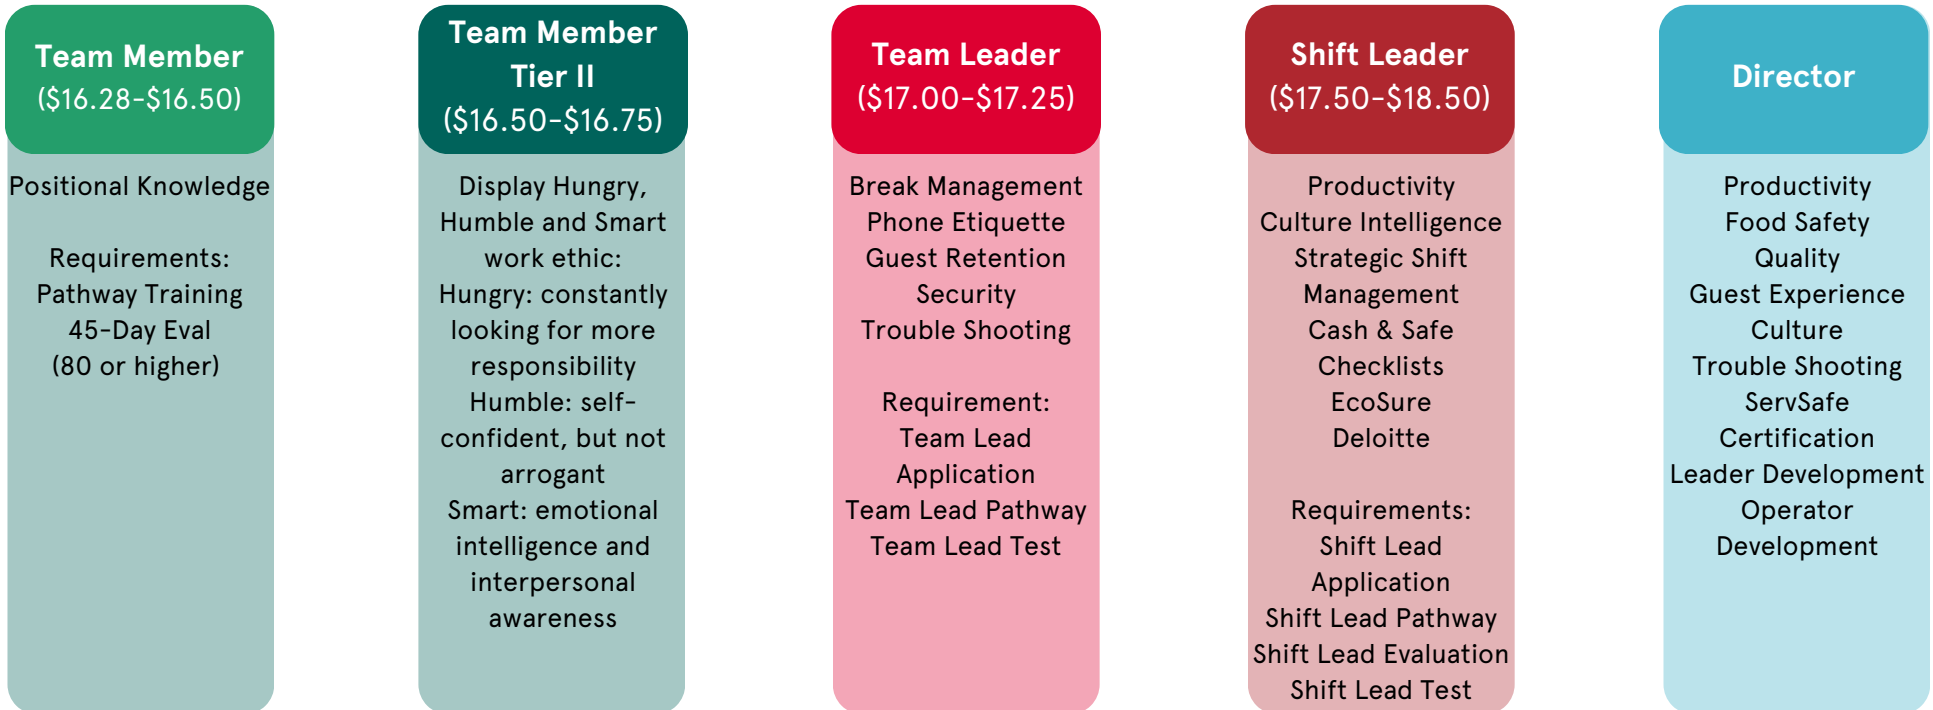 Team Member
($16.28-$16.50)
Positional Knowledge
Requirements:
Pathway Training
45-Day Eval
(80 or higher)
Team Member
Tier II
($16.50-$16.75)
Display Hungry,
Humble and Smart
work ethic:
Hungry: constantly
looking for more
responsibility
Humble: self-
confident, but not
arrogant
Smart: emotional
intelligence and
interpersonal
awareness
Team Leader
($17.00-$17.25)
Break Management
Phone Etiquette
Guest Retention
Security
Trouble Shooting
Requirement:
Team Lead
Application
Team Lead Pathway
Team Lead Test
Shift Leader
($17.50-$18.50)
Productivity
Culture Intelligence
Strategic Shift
Management
Cash & Safe
Checklists
EcoSure
Deloitte
Requirements:
Shift Lead
Application
Shift Lead Pathway
Shift Lead Evaluation
Shift Lead Test
Director
Productivity
Food Safety
Quality
Guest Experience
Culture
Trouble Shooting
ServSafe
Certification
Leader Development
Operator
Development